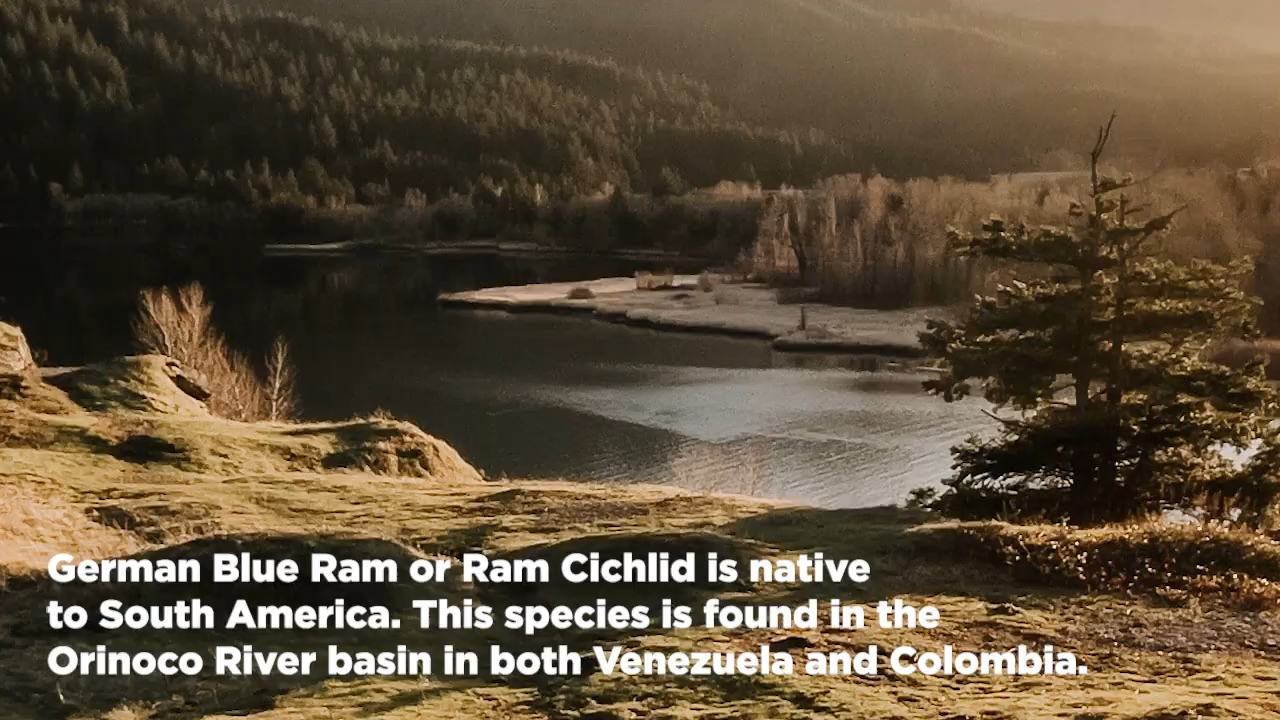 German Blue Ram or Ram Cichlid is native
to South America. This species is found in the
Orinoco River basin in both Venezuela and Colombia.